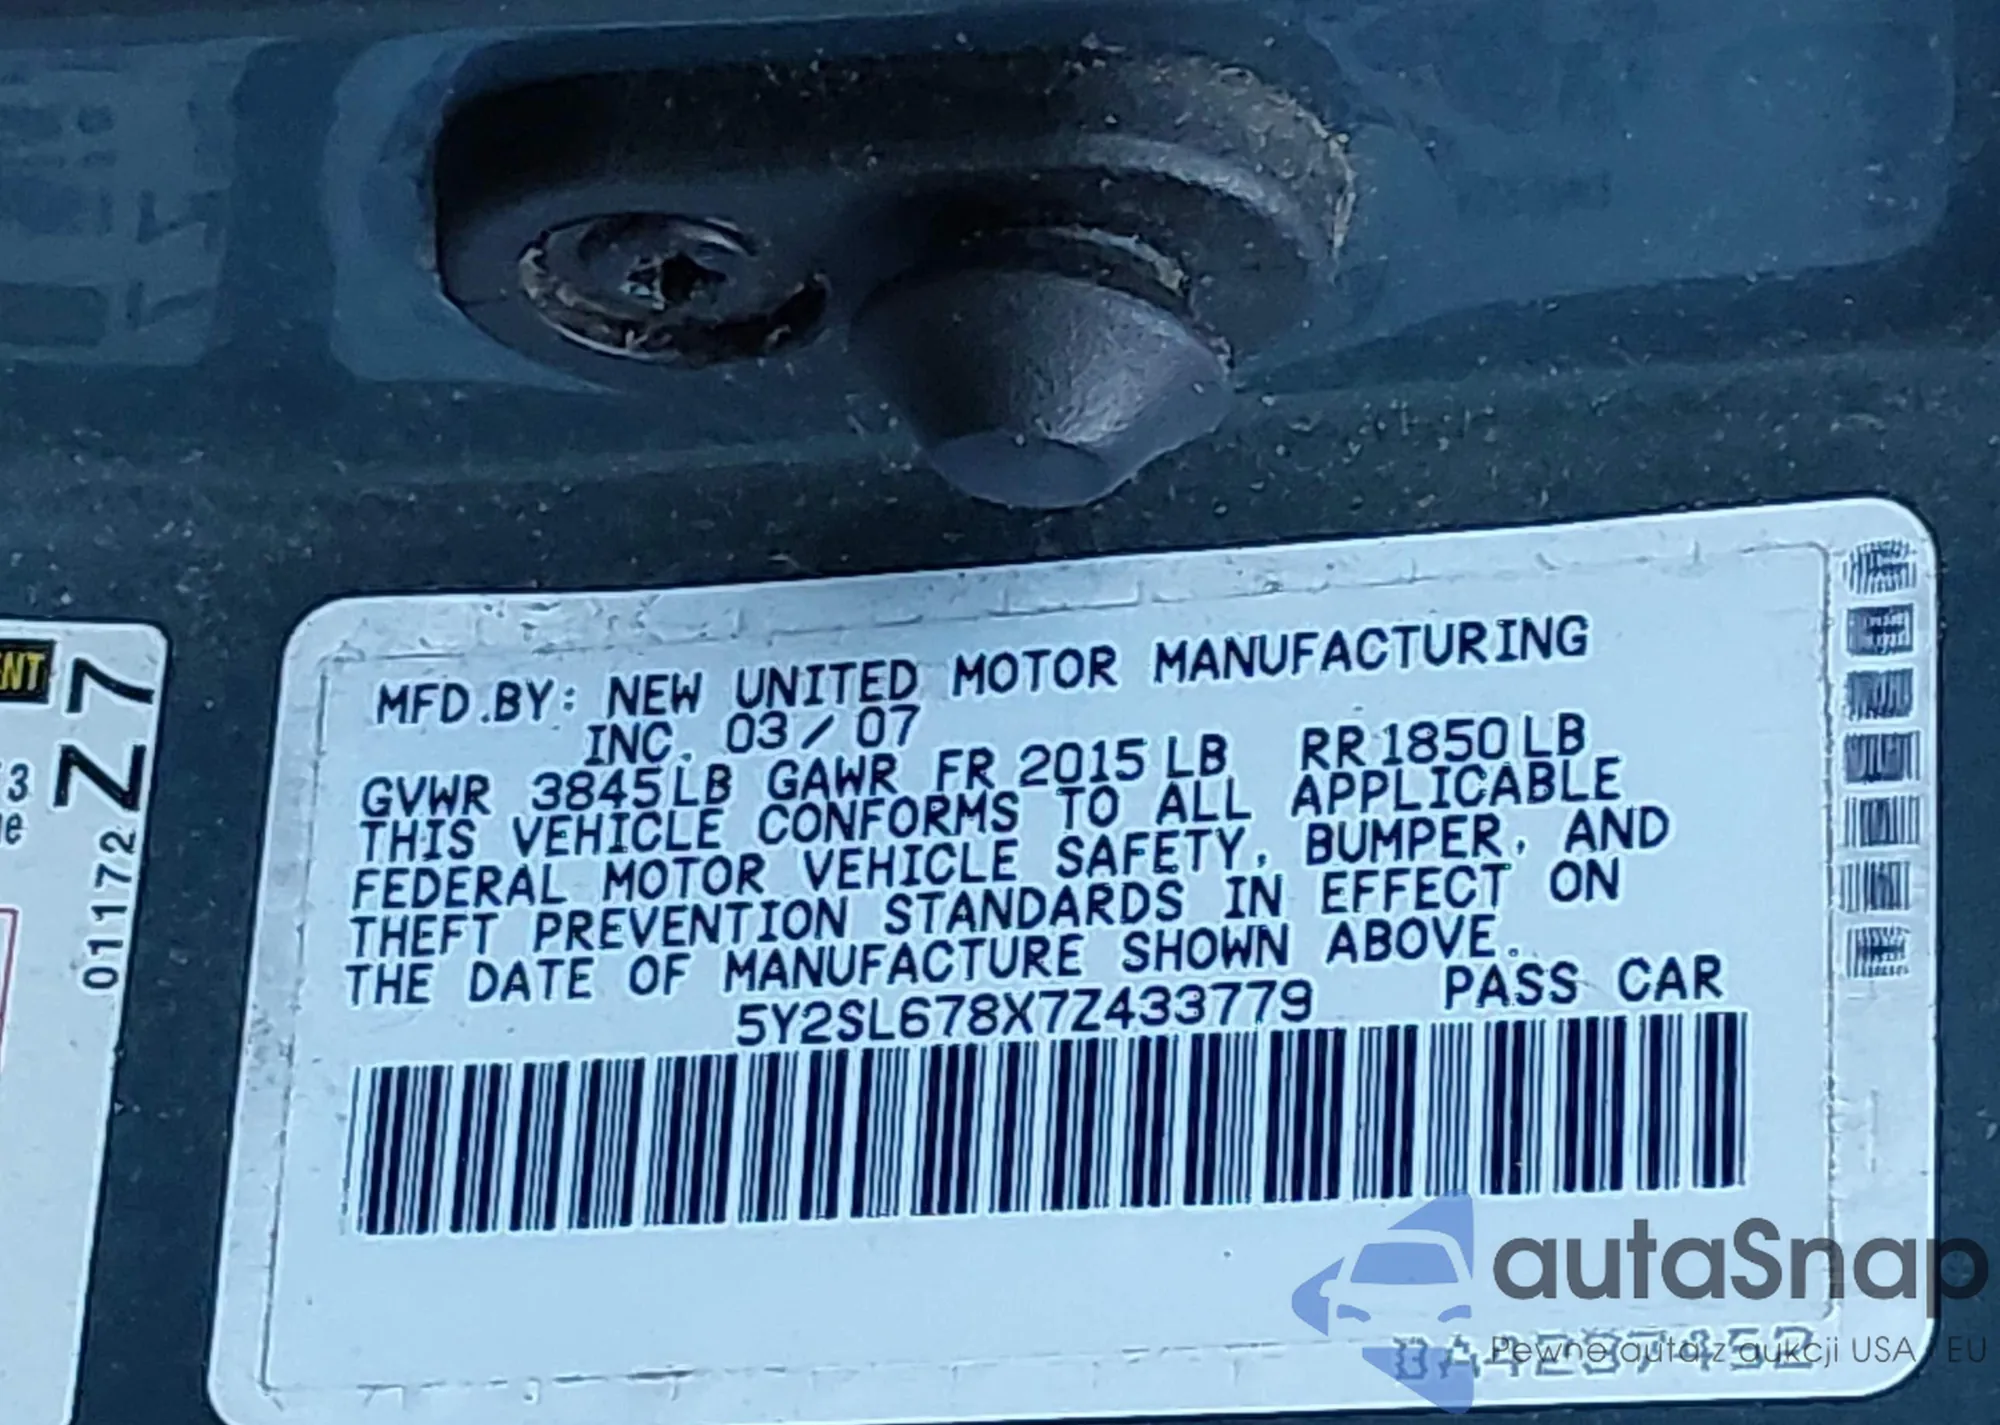 NT
Z7
3
e
01172
MFD.BY: NEW UNITED MOTOR MANUFACTURING
INC. 03/07
GVWR 3845LB GAWR FR 2015LB RR1850LB
THIS VEHICLE CONFORMS TO ALL APPLICABLE
FEDERAL MOTOR VEHICLE SAFETY, BUMPER, AND
THEFT PREVENTION STANDARDS IN EFFECT ON
THE DATE OF MANUFACTURE SHOWN ABOVE.
5Y2SL678X7Z433779 PASS CAR
autaSnap
Pewne auta z aukcji USA / EU